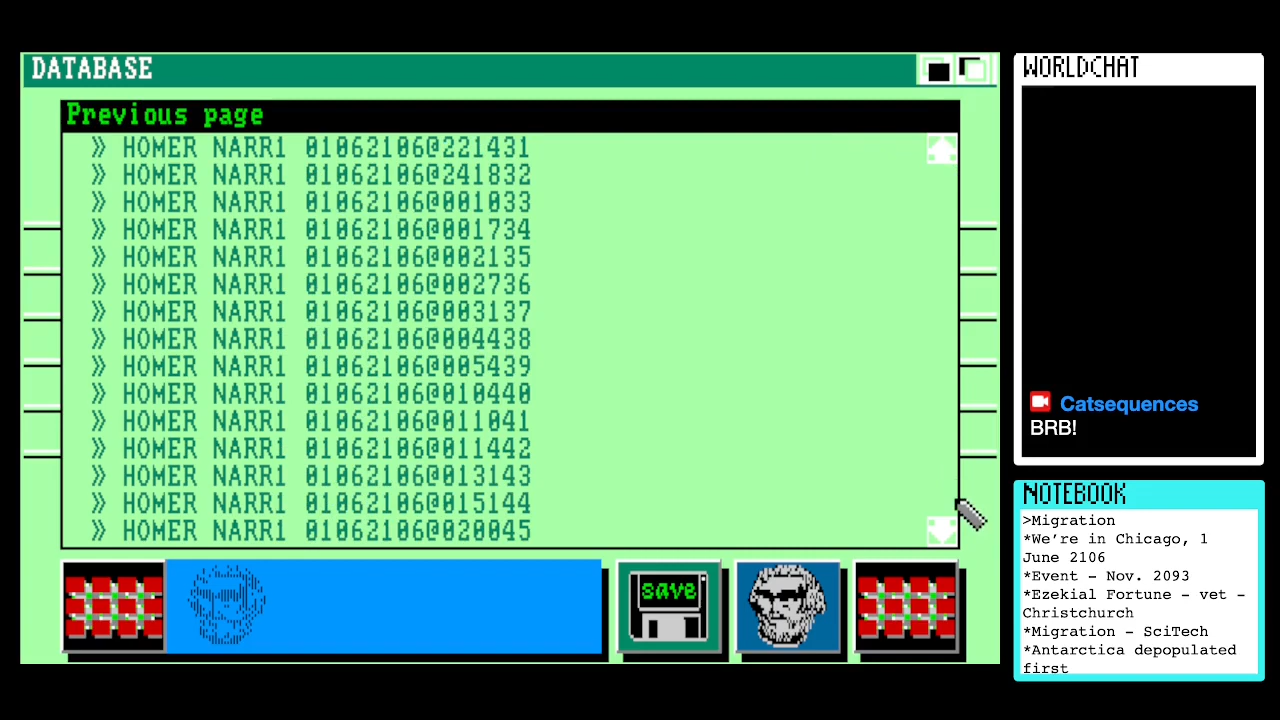 DATABASE
Previous page
» HOMER NARR1 01062106@221431
» HOMER NARR1 01062106@241832
» HOMER NARR1 01062106@001033
» HOMER NARR1 01062106@001734
» HOMER NARR1 01062106@002135
» HOMER NARR1 01062106@002736
» HOMER NARR1 01062106@003137
» HOMER NARR1 01062106@004438
» HOMER NARR1 01062106@005439
» HOMER NARR1 01062106@010440
» HOMER NARR1 01062106@011041
» HOMER NARR1 01062106@011442
» HOMER NARR1 01062106@013143
» HOMER NARR1 01062106@015144
» HOMER NARR1 01062106@020045
save
WORLDCHAT
Catsequences
BRB!
NOTEBOOK
>Migration
*We're in Chicago, 1
June 2106
*Event - Nov. 2093
*Ezekial Fortune - vet -
Christchurch
*Migration - SciTech
*Antarctica depopulated
first